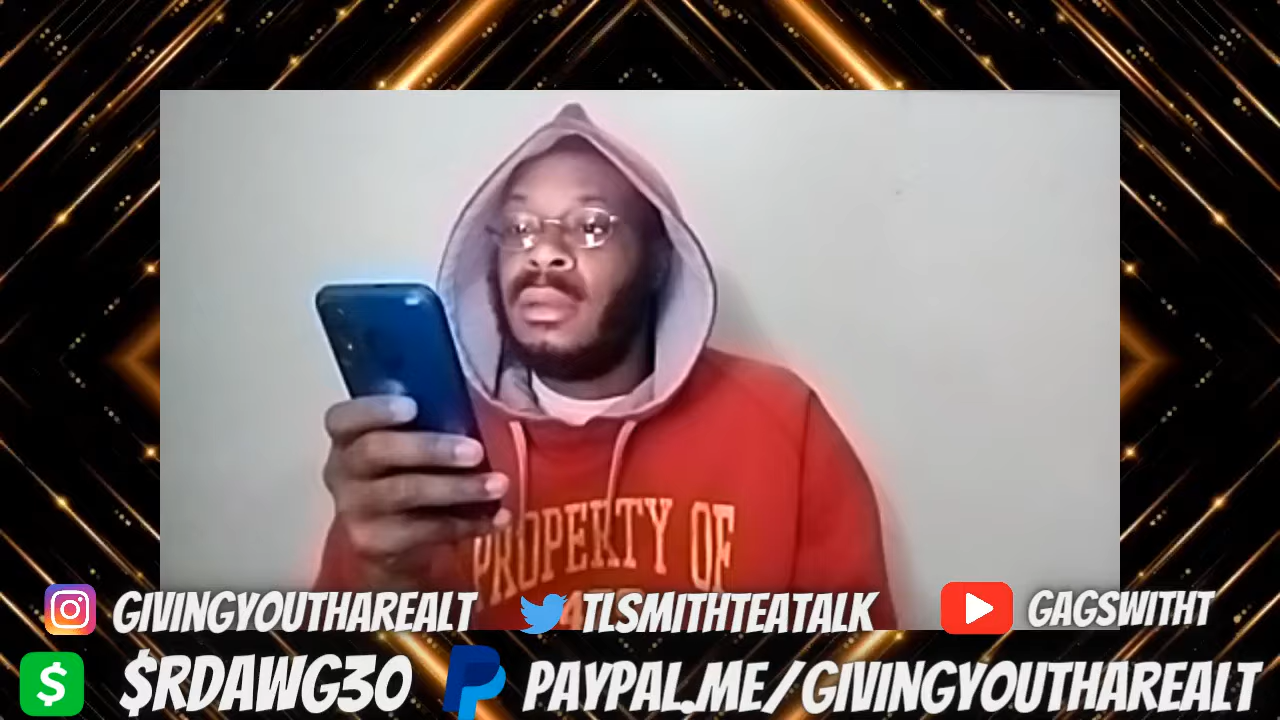 PROPERTY OF
GIVINGYOUTHAREALT TLSMITHTEATALK GAGSWITHT
$RDAWG30 PAYPAL.ME/GIVINGYOUTHAREALT